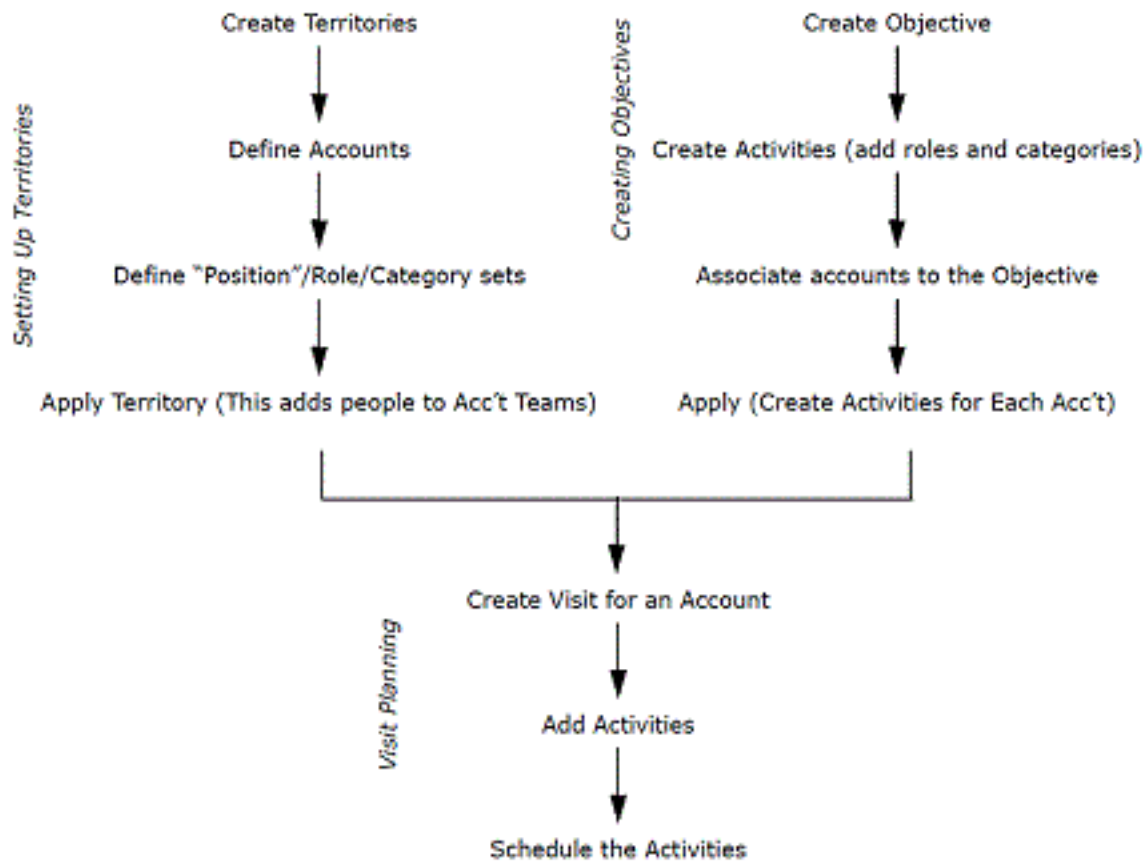 Setting Up Territories
Create Territories
Define Accounts
Define “Position”/Role/Category sets
Apply Territory (This adds people to Acc’t Teams)
Creating Objectives
Create Objective
Create Activities (add roles and categories)
Associate accounts to the Objective
Apply (Create Activities for Each Acc’t)
Visit Planning
Create Visit for an Account
Add Activities
Schedule the Activities